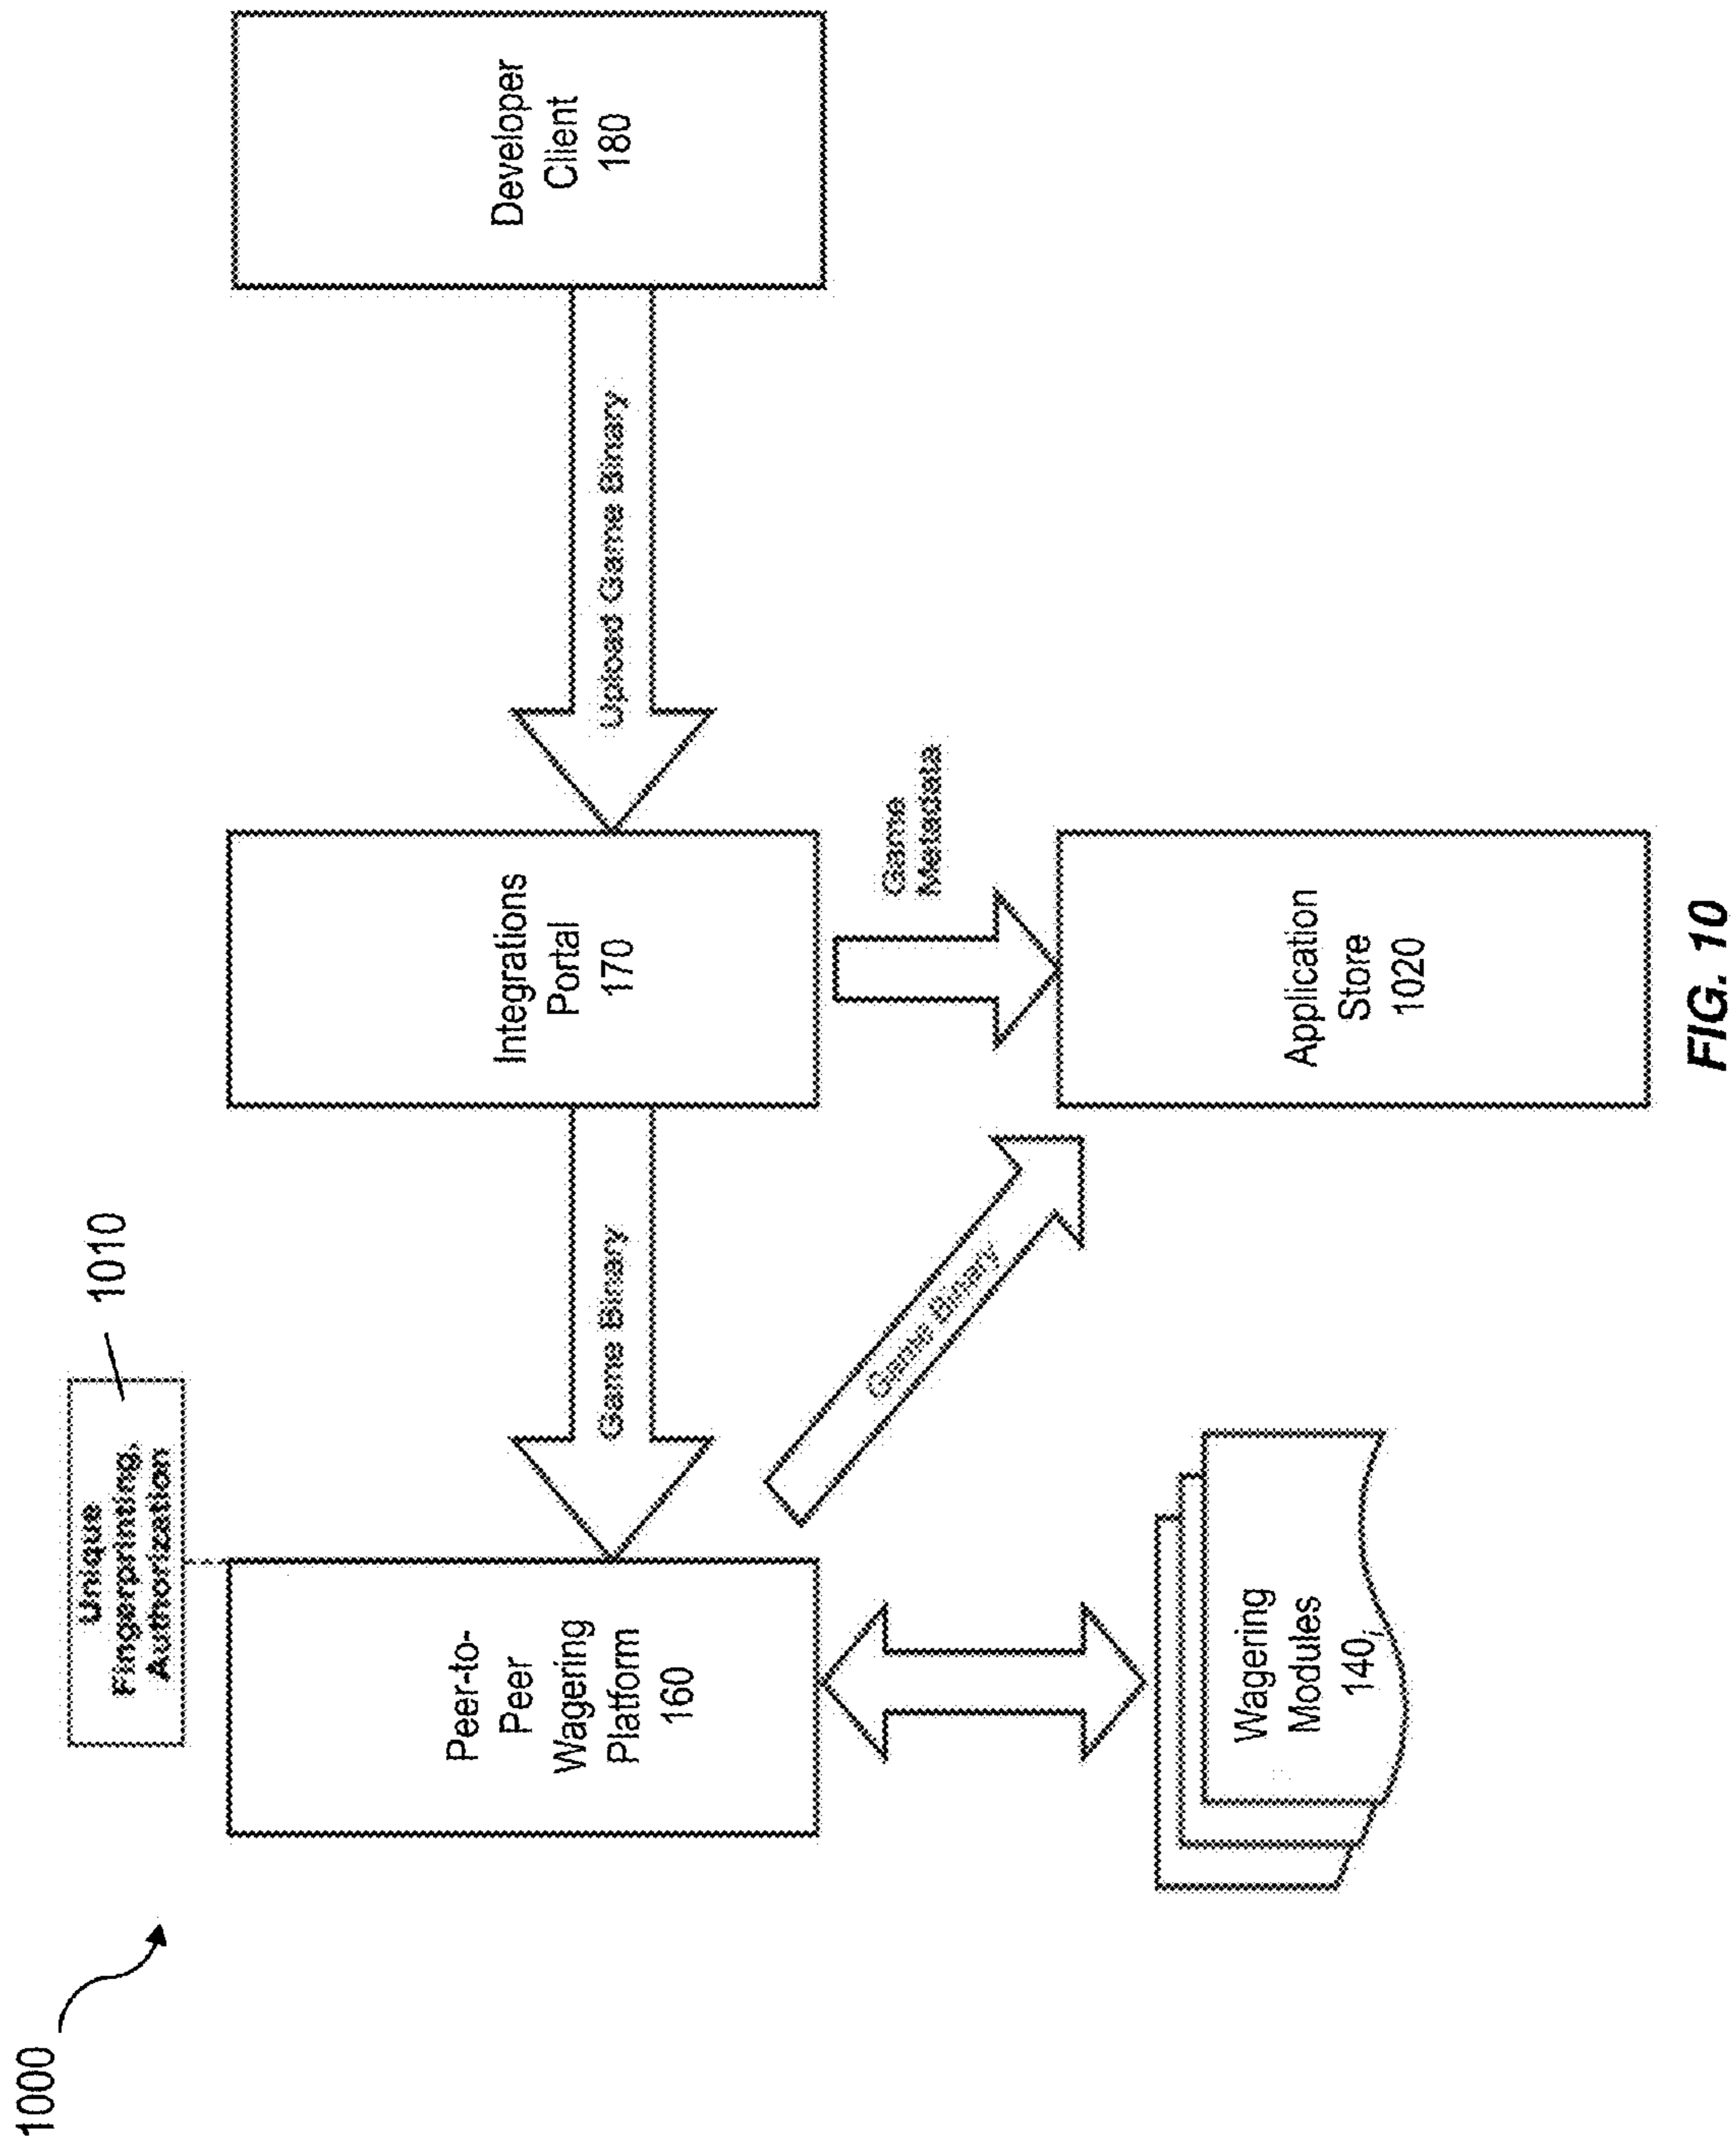 1000
Unique
Fingerprinting,
Authorization
1010
Peer-to-
Peer
Wagering
Platform
160
Game Binary
Integrations
Portal
170
Upload Game Binary
Developer
Client
180
Game Binary
Game
Metadata
Wagering
Modules
140i
Application
Store
1020
FIG. 10